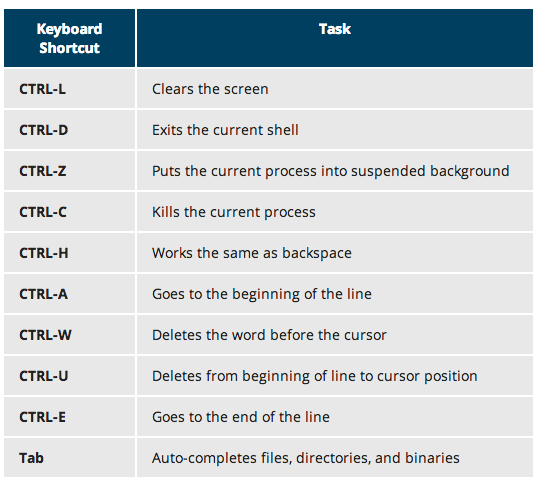 Keyboard Shortcut Task
CTRL-L Clears the screen
CTRL-D Exits the current shell
CTRL-Z Puts the current process into suspended background
CTRL-C Kills the current process
CTRL-H Works the same as backspace
CTRL-A Goes to the beginning of the line
CTRL-W Deletes the word before the cursor
CTRL-U Deletes from beginning of line to cursor position
CTRL-E Goes to the end of the line
Tab Auto-completes files, directories, and binaries